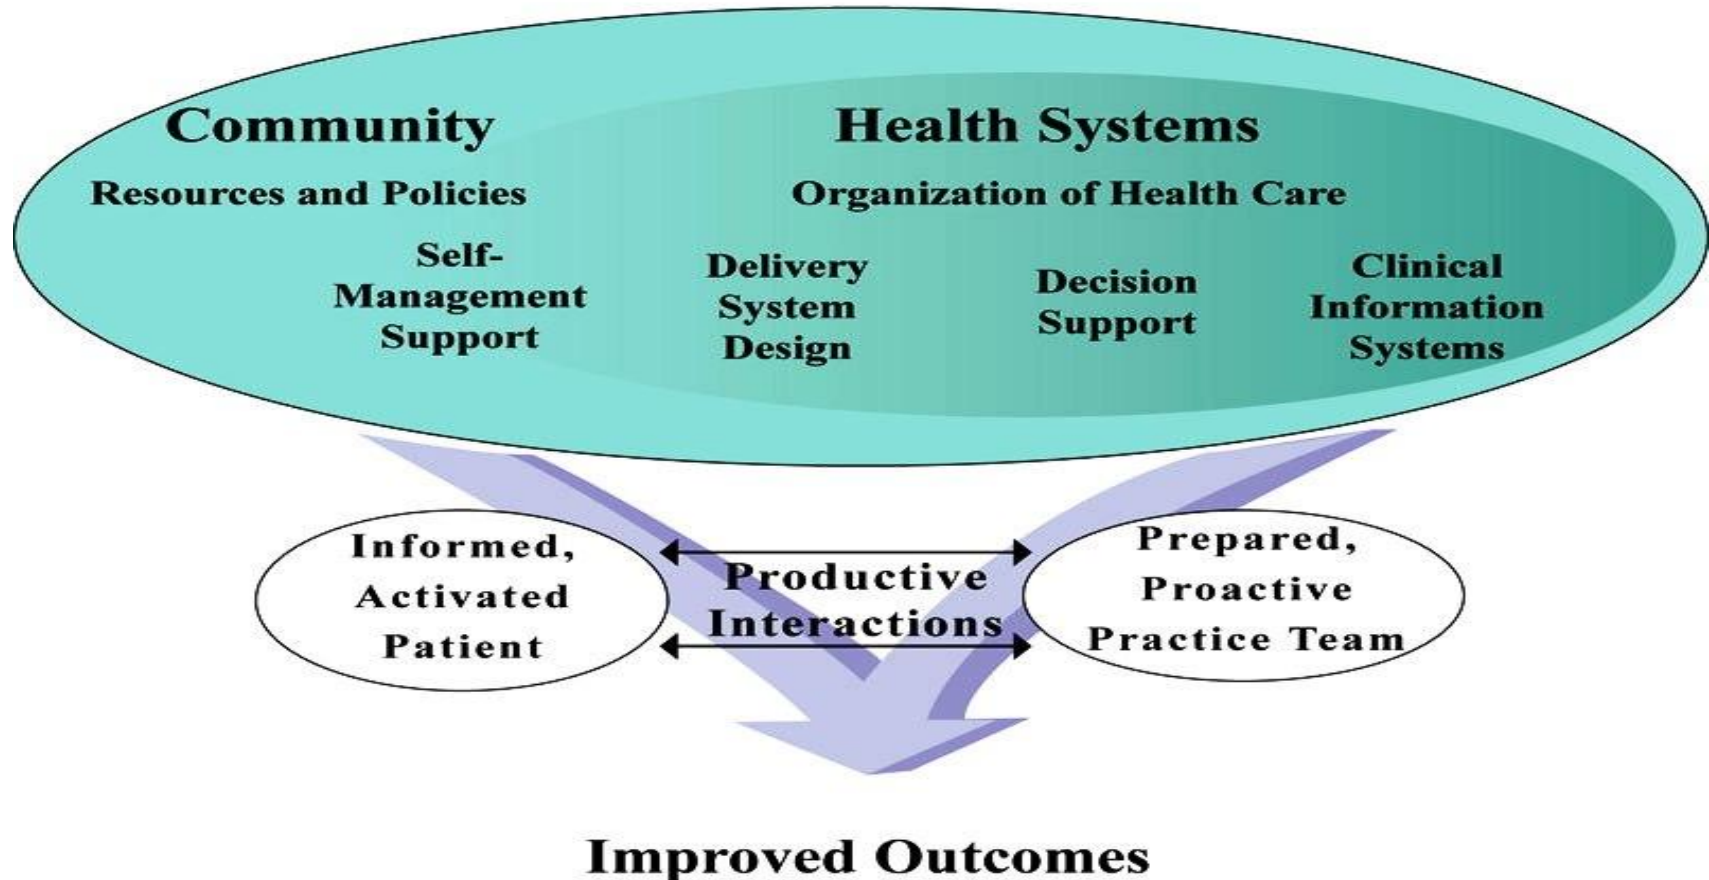 Community
Resources and Policies
Health Systems
Organization of Health Care
Self-
Management
Support
Delivery
System
Design
Decision
Support
Clinical
Information
Systems
Informed,
Activated
Patient
Productive
Interactions
Prepared,
Proactive
Practice Team
Improved Outcomes